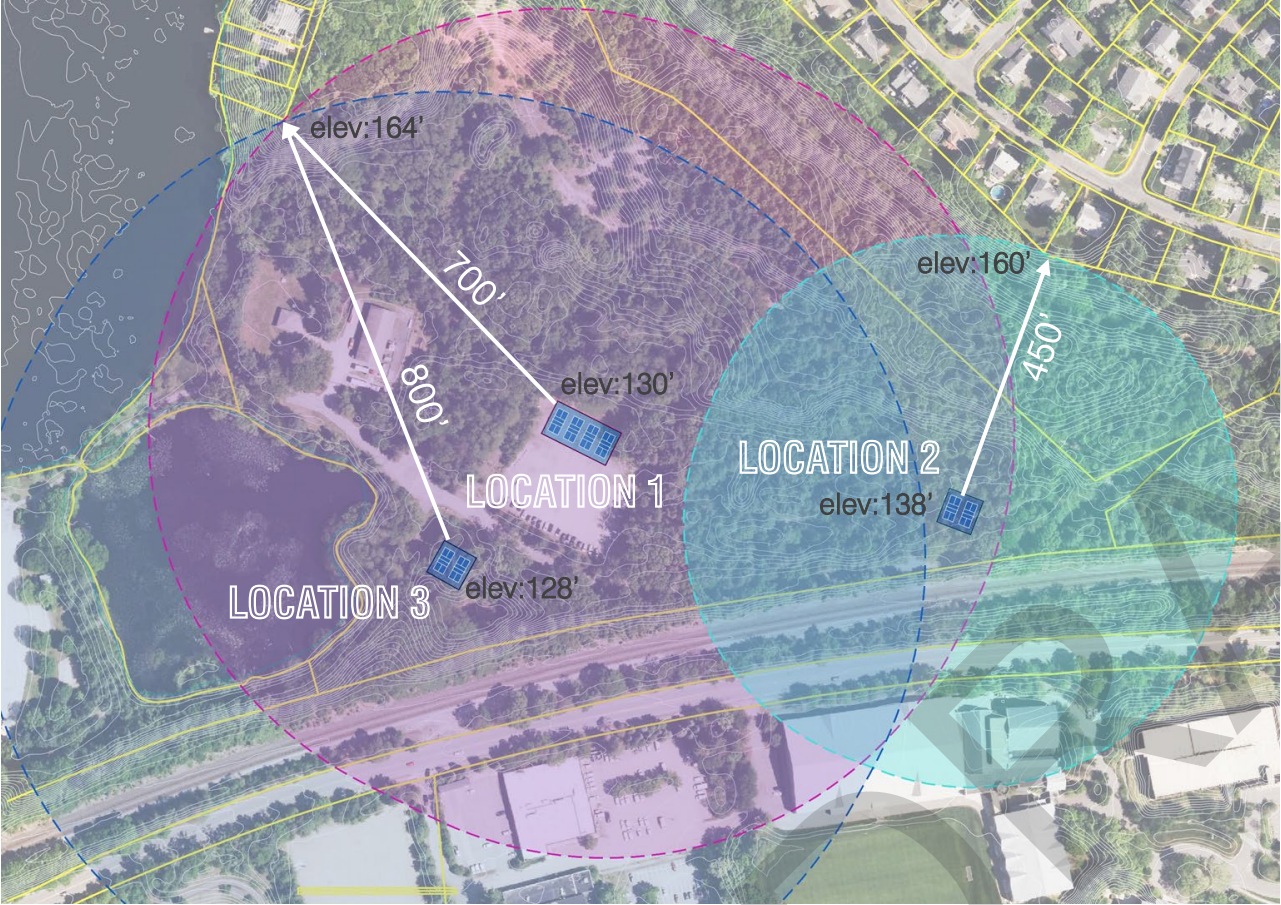 elev:164’
700’
elev:160’
450’
elev:130’
800’
LOCATION 2
LOCATION 1
elev:138’
elev:128’
LOCATION 3